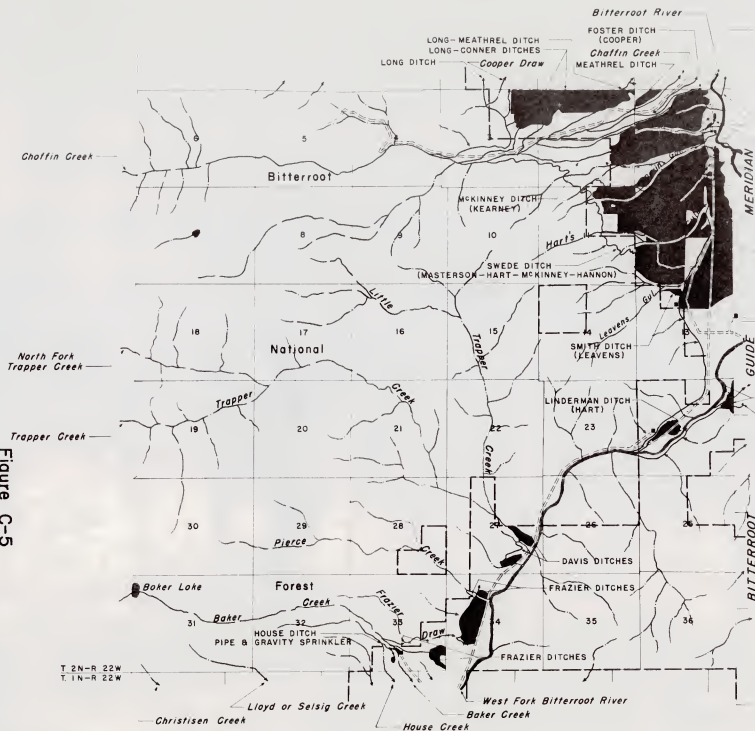 Bitterroot River
LONG-MEATHREL DITCH
LONG-CONNER DITCHES
FOSTER DITCH
(COOPER)
LONG DITCH
Cooper Draw
Chaffin Creek
MEATHREL DITCH
6
5
4
Chaffin Creek
Bitterroot
MERIDIAN
McKINNEY DITCH
(KEARNEY)
8
9
10
11
Hart's
SWEDE DITCH
(MASTERSON-HART-McKINNEY-HANNON)
Little
18
17
16
15
14
13
Leavens Gul
National
Trapper
SMITH DITCH
(LEAVENS)
North Fork
Trapper Creek
GUIDE
Trapper
Creek
LINDERMAN DITCH
(HART)
Trapper Creek
19
20
21
22
23
Creek
Figure C-5
30
29
28
27
26
25
Pierce
Creek
DAVIS DITCHES
BITTERROOT
Baker Lake
Forest
FRAZIER DITCHES
31
Baker
Creek
32
Frazier
33
34
35
36
HOUSE DITCH
PIPE & GRAVITY SPRINKLER
Draw
FRAZIER DITCHES
T. 2N-R 22W
T. 1N-R 22W
West Fork Bitterroot River
Lloyd or Selsig Creek
Baker Creek
Christisen Creek
House Creek